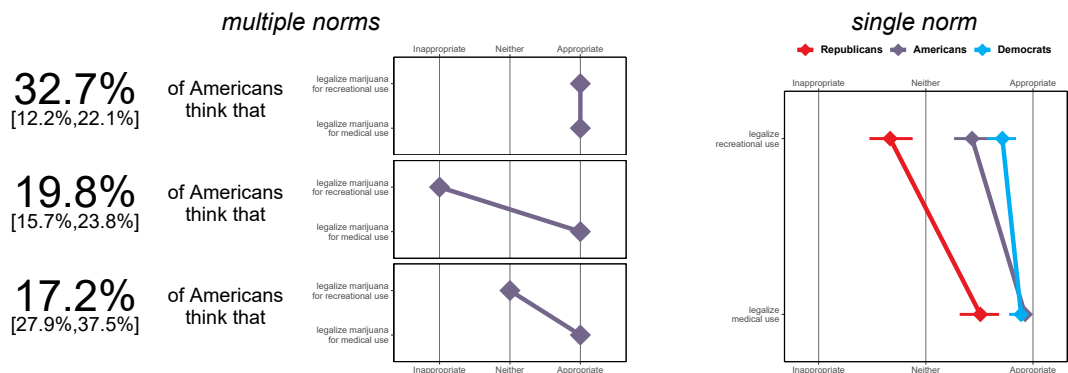 multiple norms
Inappropriate Neither Appropriate
32.7%
[12.2%,22.1%]
of Americans
think that
legalize marijuana
for recreational use
legalize marijuana
for medical use
19.8%
[15.7%,23.8%]
of Americans
think that
legalize marijuana
for recreational use
legalize marijuana
for medical use
17.2%
[27.9%,37.5%]
of Americans
think that
legalize marijuana
for recreational use
legalize marijuana
for medical use
Inappropriate Neither Appropriate
single norm
Republicans Americans Democrats
Inappropriate Neither Appropriate
legalize
recreational use
legalize
medical use
Inappropriate Neither Appropriate